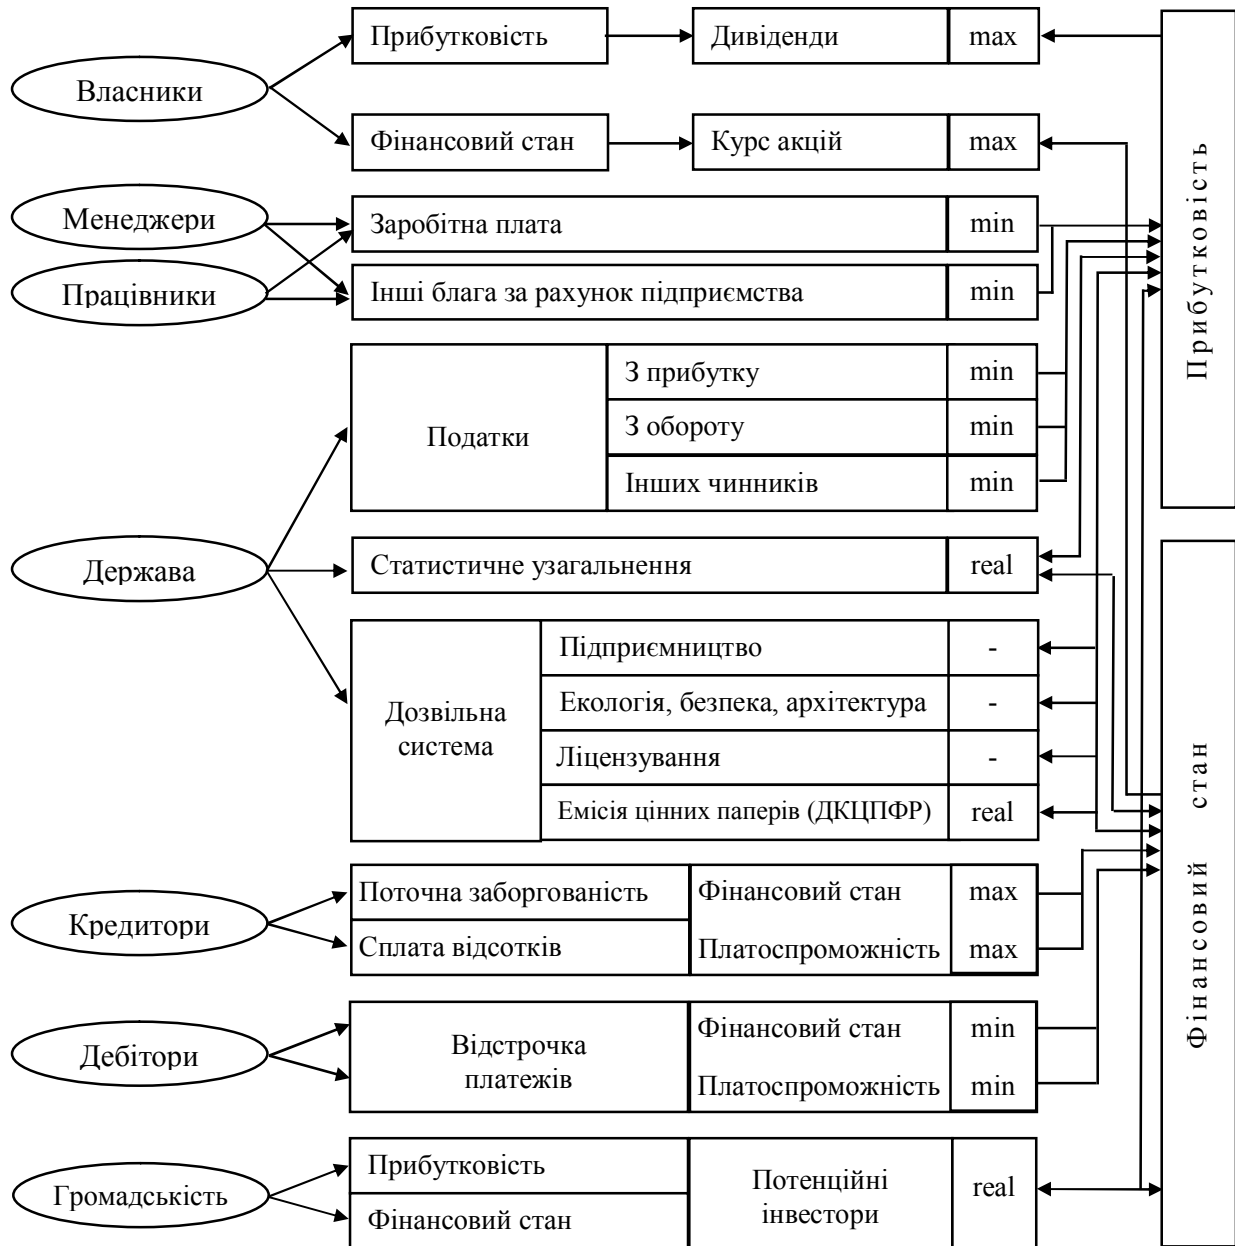 Власники
Прибутковість
Дивіденди
max
Фінансовий стан
Курс акцій
max
Менеджери
Працівники
Заробітна плата
min
Інші блага за рахунок підприємства
min
Держава
Податки
З прибутку
min
З обороту
min
Інших чинників
min
Статистичне узагальнення
real
Дозвільна
система
Підприємництво
-
Екологія, безпека, архітектура
-
Ліцензування
-
Емісія цінних паперів (ДКЦПФР)
real
Кредитори
Поточна заборгованість
Фінансовий стан
max
Сплата відсотків
Платоспроможність
max
Дебітори
Відстрочка
платежів
Фінансовий стан
min
Платоспроможність
min
Громадськість
Прибутковість
Фінансовий стан
Потенційні
інвестори
real
Прибутковість
Фінансовий стан